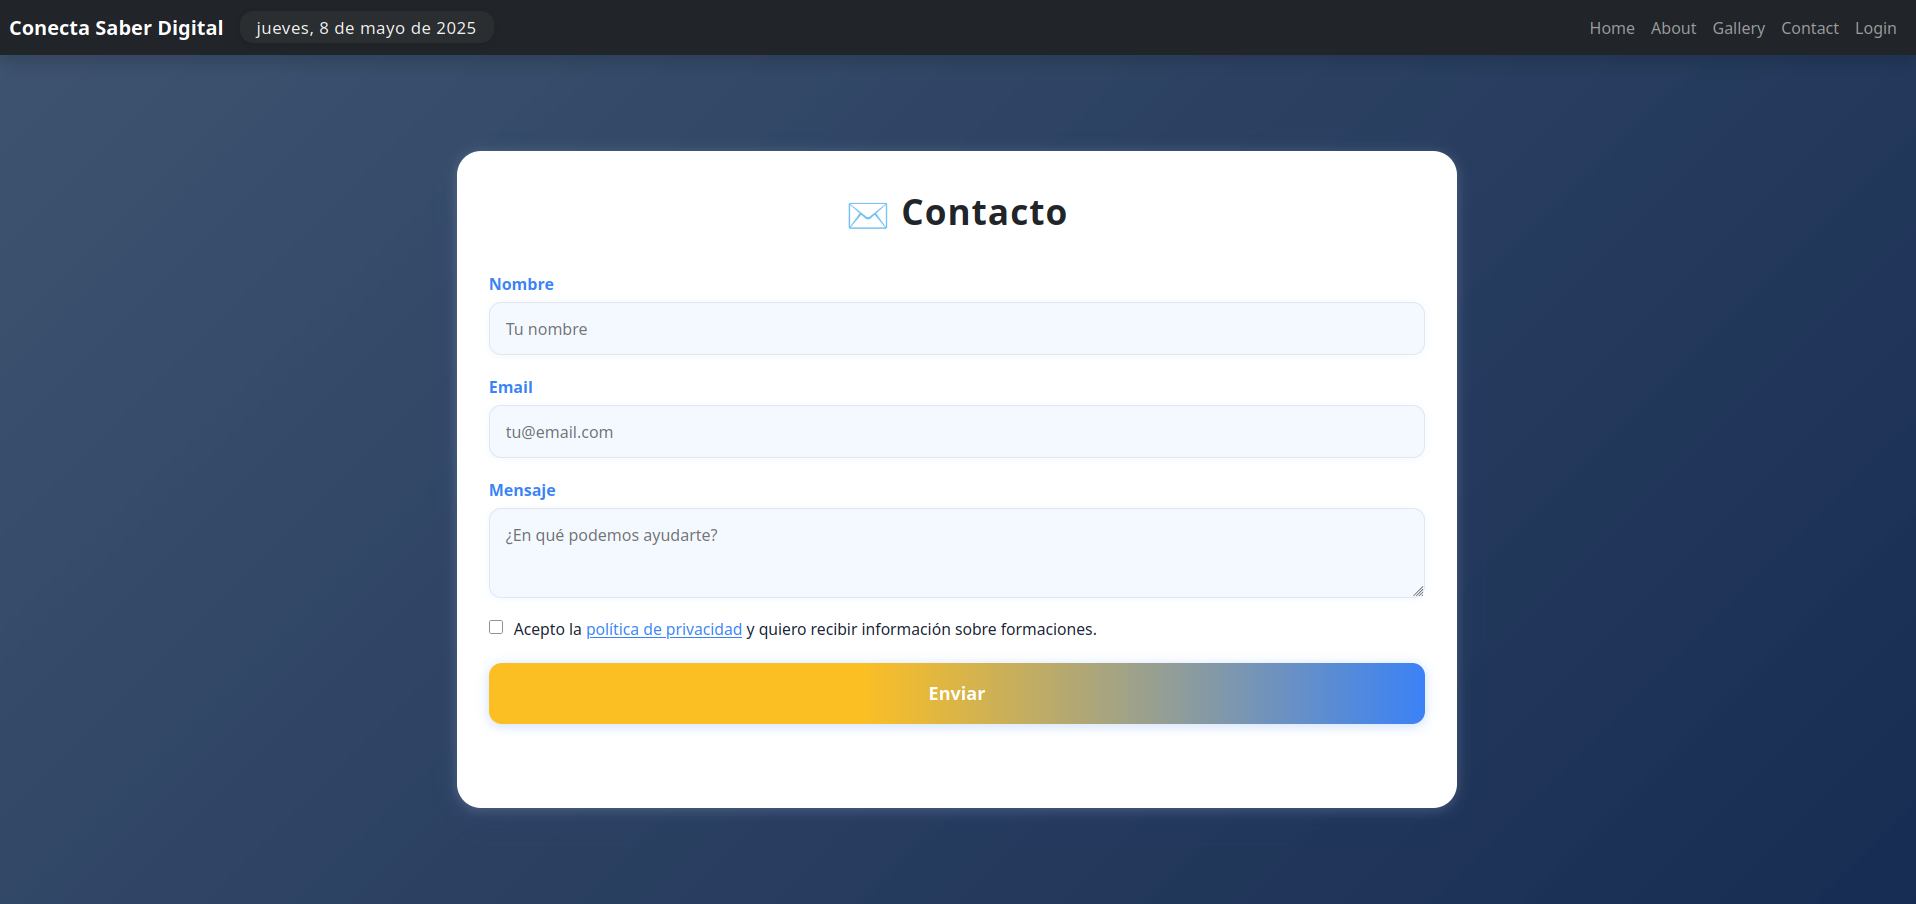 Conecta Saber Digital jueves, 8 de mayo de 2025 Home About Gallery Contact Login
✉️ Contacto
Nombre
Tu nombre
Email
tu@email.com
Mensaje
¿En qué podemos ayudarte?
Acepto la política de privacidad y quiero recibir información sobre formaciones.
Enviar